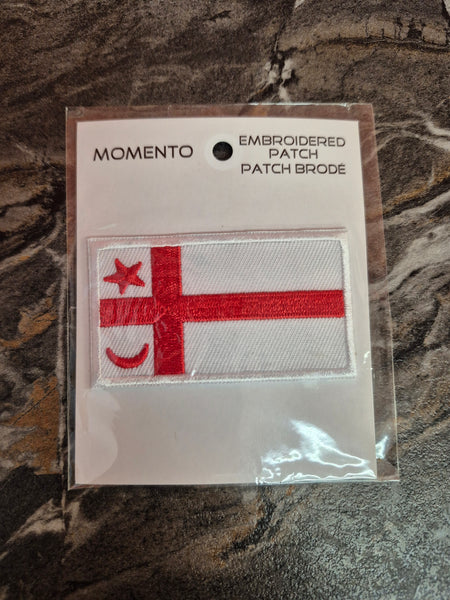 MOMENTO
EMBROIDERED
PATCH
PATCH BRODÉ